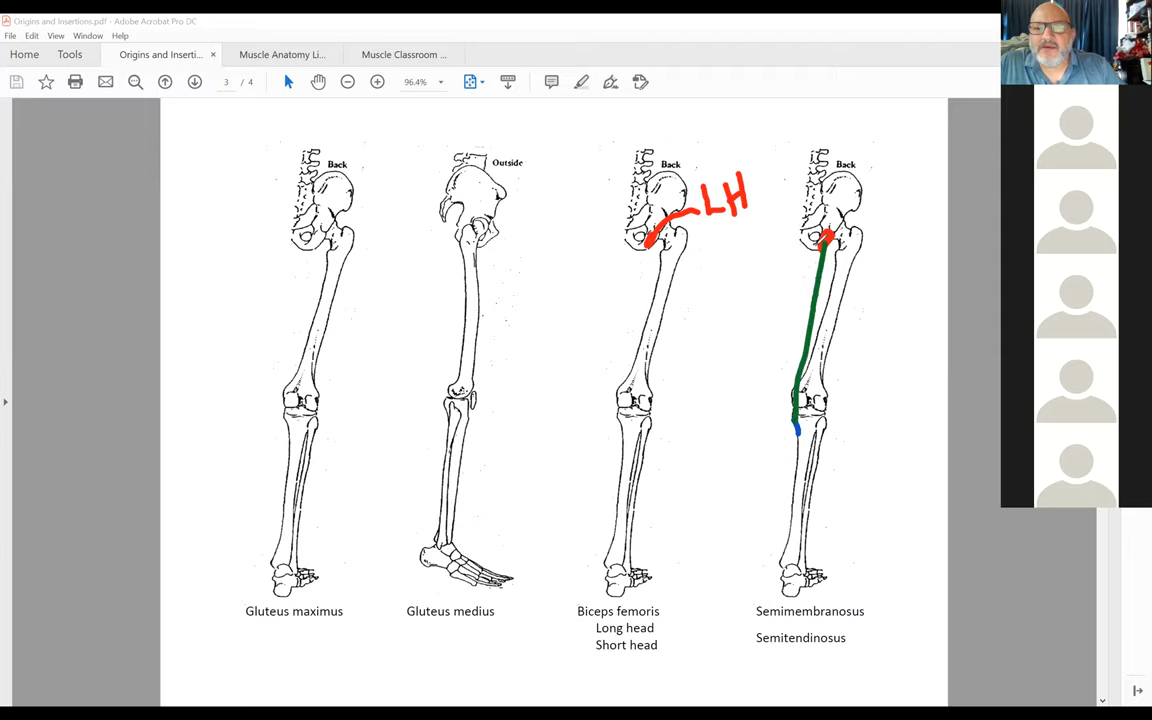 Origins and Insertions.pdf - Adobe Acrobat Pro DC
File Edit View Window Help
Home Tools Origins and Inserti... × Muscle Anatomy Li... Muscle Classroom ...
3 / 4 96.4%
Back Outside Back Back
LH
Gluteus maximus Gluteus medius Biceps femoris Semimembranosus
Long head
Semitendinosus
Short head